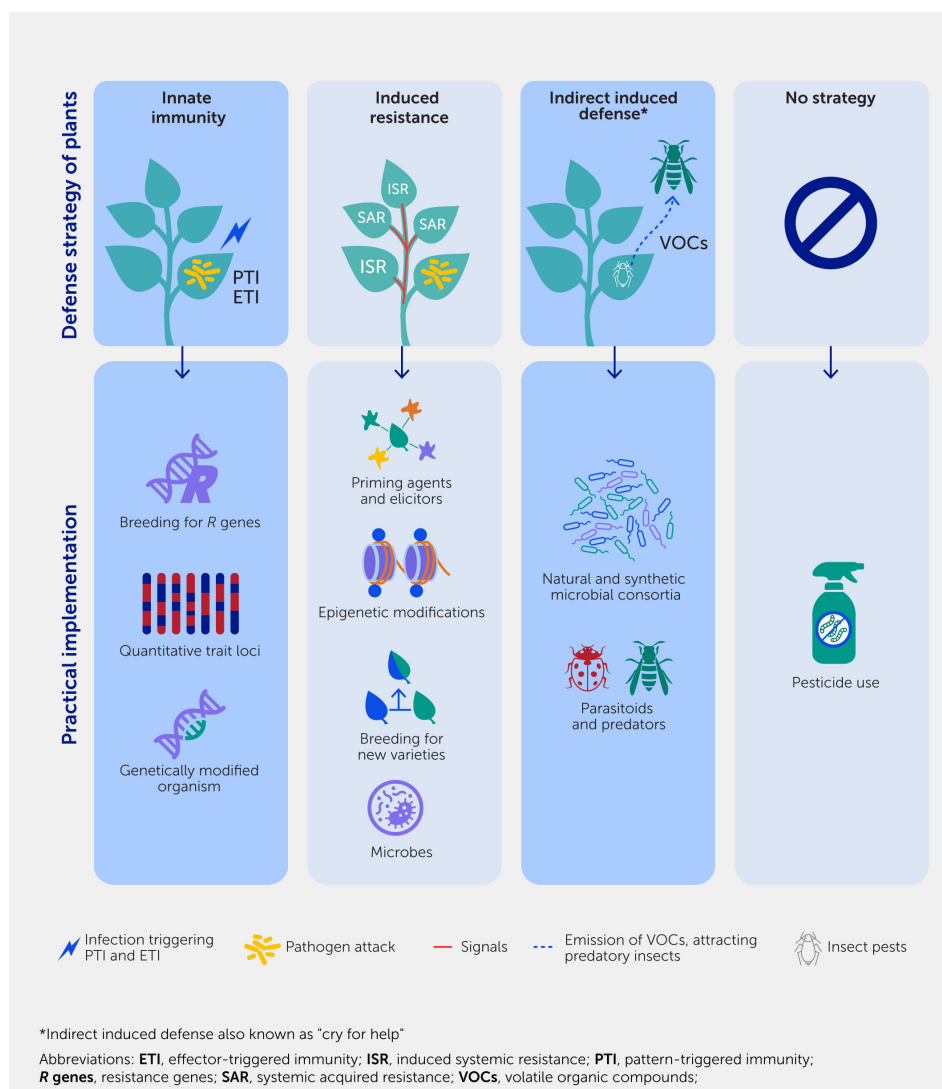 Defense strategy of plants
Innate
immunity
PTI
ETI
Induced
resistance
ISR
SAR
SAR
ISR
Indirect induced
defense*
VOCs
No strategy
Practical implementation
Breeding for R genes
Quantitative trait loci
Genetically modified
organism
Priming agents
and elicitors
Epigenetic modifications
Breeding for
new varieties
Microbes
Natural and synthetic
microbial consortia
Parasitoids
and predators
Pesticide use
Infection triggering
PTI and ETI
Pathogen attack
Signals
Emission of VOCs, attracting
predatory insects
Insect pests
*Indirect induced defense also known as "cry for help"
Abbreviations: ETI, effector-triggered immunity; ISR, induced systemic resistance; PTI, pattern-triggered immunity;
R genes, resistance genes; SAR, systemic acquired resistance; VOCs, volatile organic compounds;